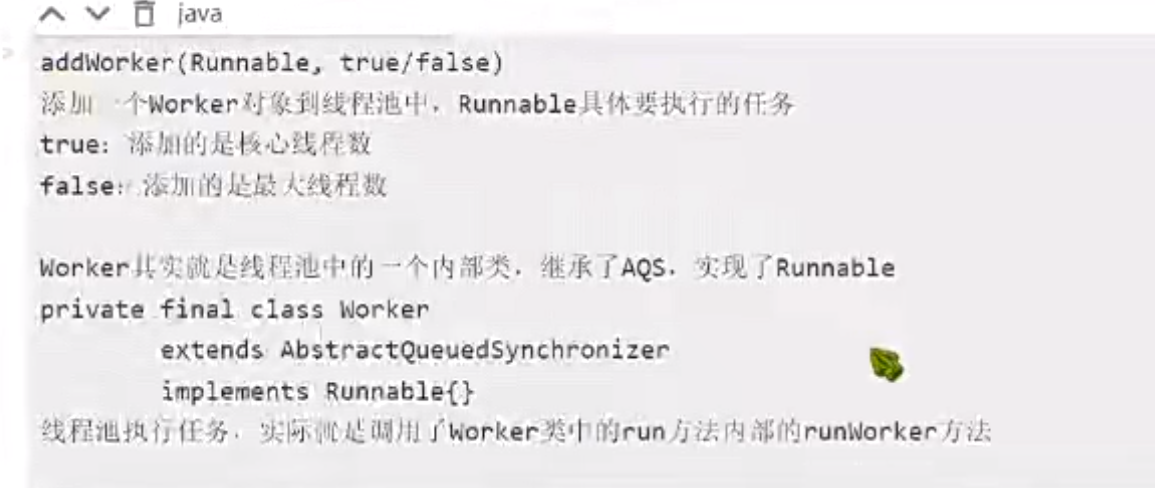 java
addWorker(Runnable, true/false)
添加一个Worker对象到线程池中，Runnable具体要执行的任务
true: 添加的是核心线程数
false: 添加的是最大线程数
Worker其实就是线程池中的一个内部类，继承了AQS，实现了Runnable
private final class Worker
extends AbstractQueuedSynchronizer
implements Runnable{}
线程池执行任务，实际就是调用了Worker类中的run方法内部的runWorker方法